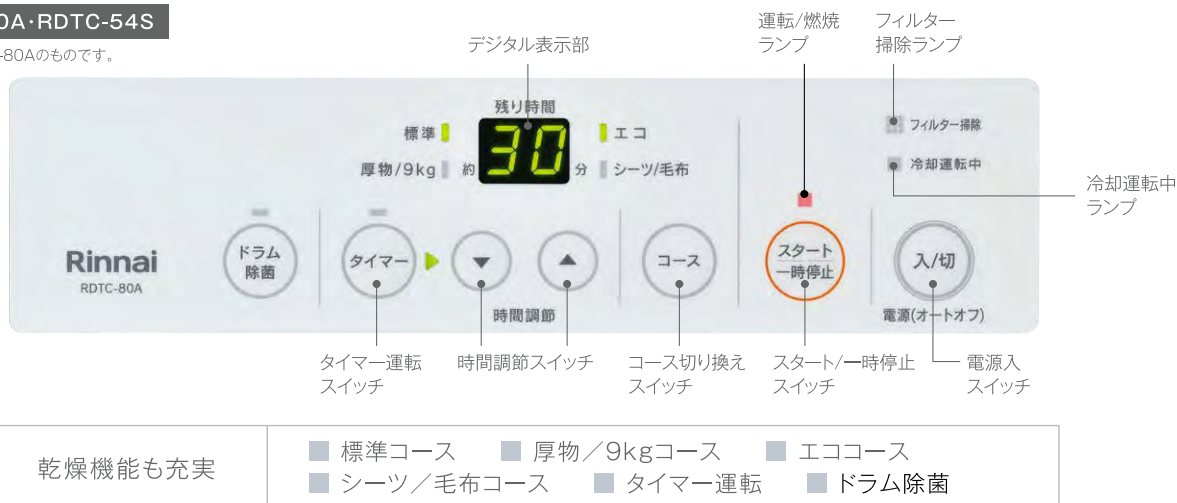 0A・RDTC-54S
-80Aのものです。
デジタル表示部
運転/燃焼
ランプ
フィルター
掃除ランプ
残り時間
標準
エコ
30
厚物/9kg
約
分
シーツ/毛布
フィルター掃除
冷却運転中
冷却運転中
ランプ
Rinnai
RDTC-80A
ドラム
除菌
タイマー
コース
スタート
一時停止
入/切
時間調節
電源(オートオフ)
タイマー運転
スイッチ
時間調節スイッチ
コース切り換え
スイッチ
スタート/一時停止
スイッチ
電源入
スイッチ
乾燥機能も充実
標準コース 厚物／9kgコース エココース
シーツ／毛布コース タイマー運転 ドラム除菌